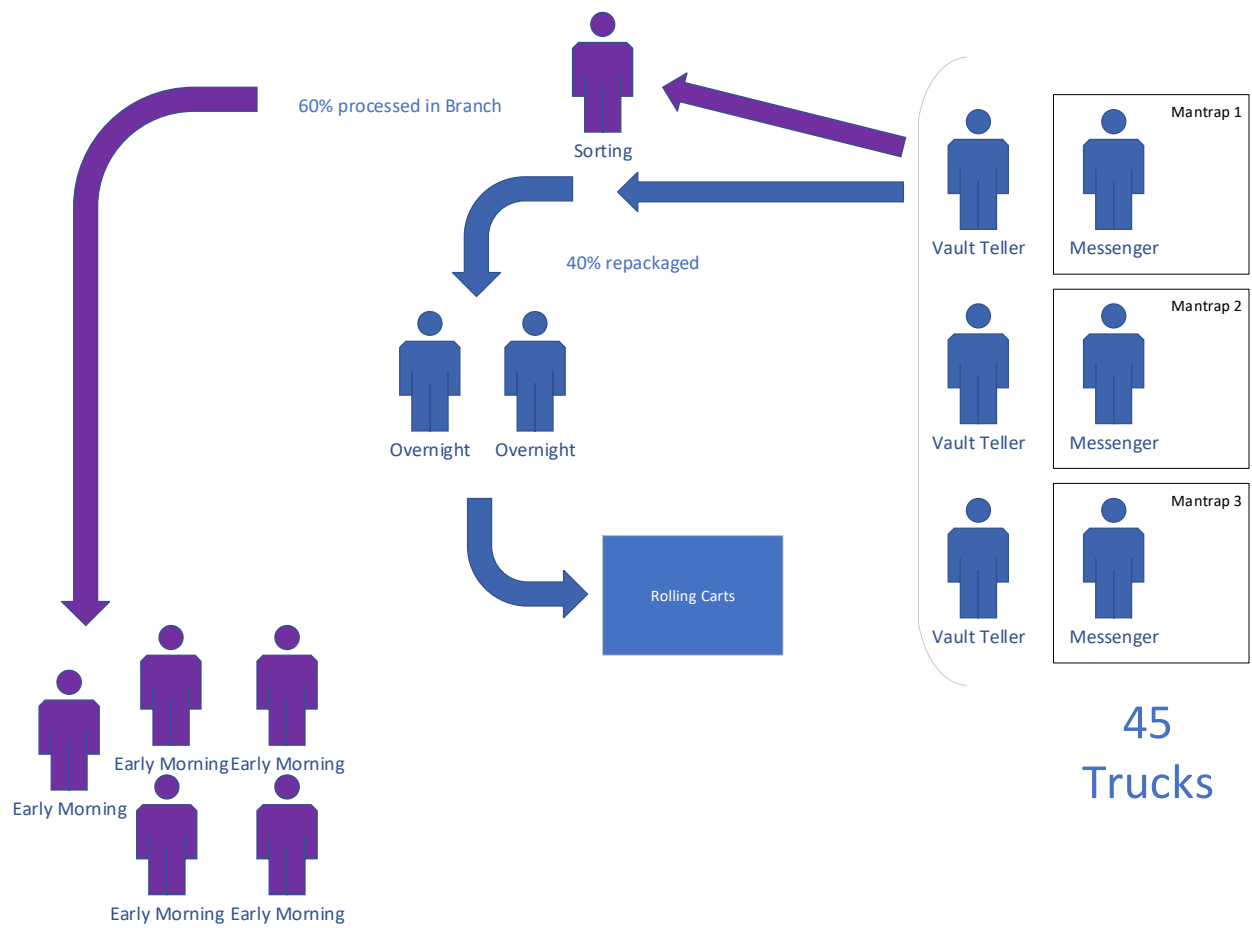 Mantrap 1
60% processed in Branch
Sorting
Vault Teller
Messenger
40% repackaged
Mantrap 2
Overnight
Overnight
Vault Teller
Messenger
Mantrap 3
Rolling Carts
Vault Teller
Messenger
45
Trucks
Early Morning
Early Morning
Early Morning
Early Morning
Early Morning